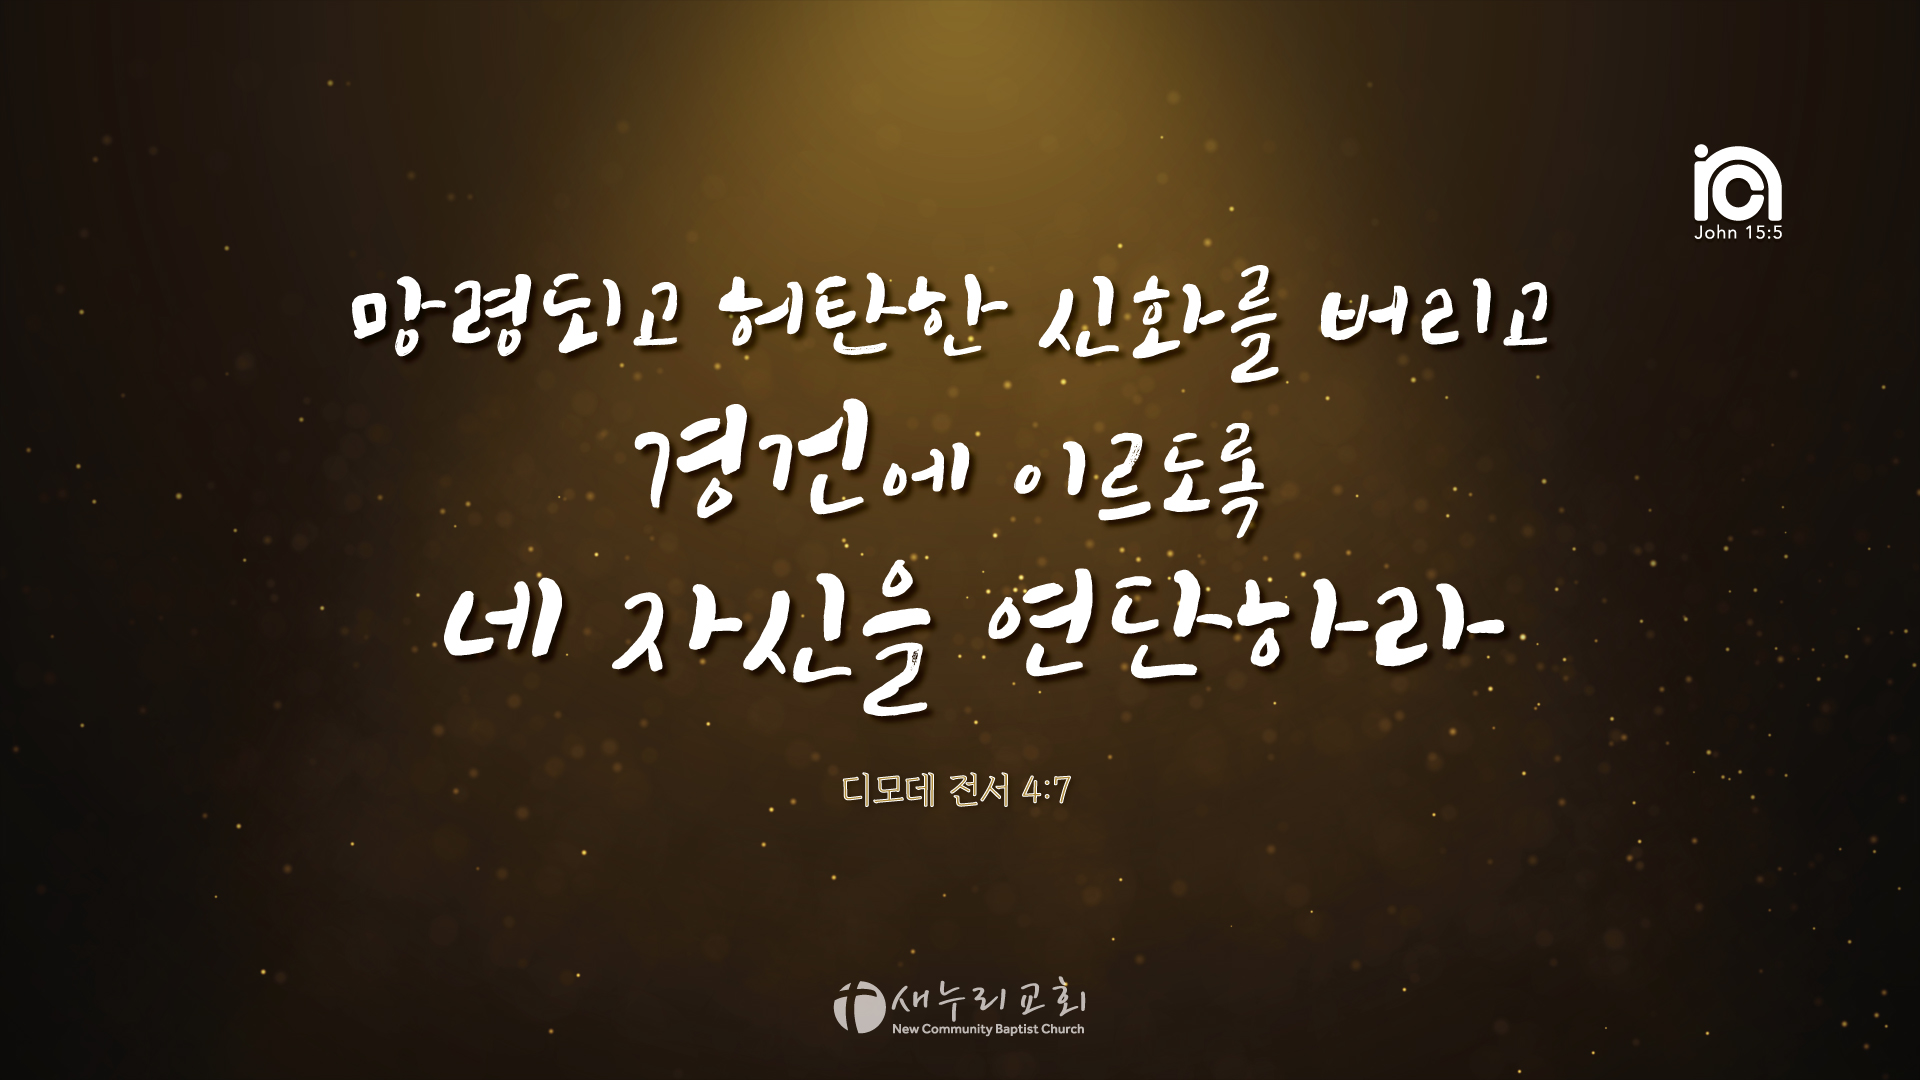 John 15:5
망령되고 허탄한 신화를 버리고
경건에 이르도록
네 자신을 연단하라
디모데 전서 4:7
새누리교회
New Community Baptist Church